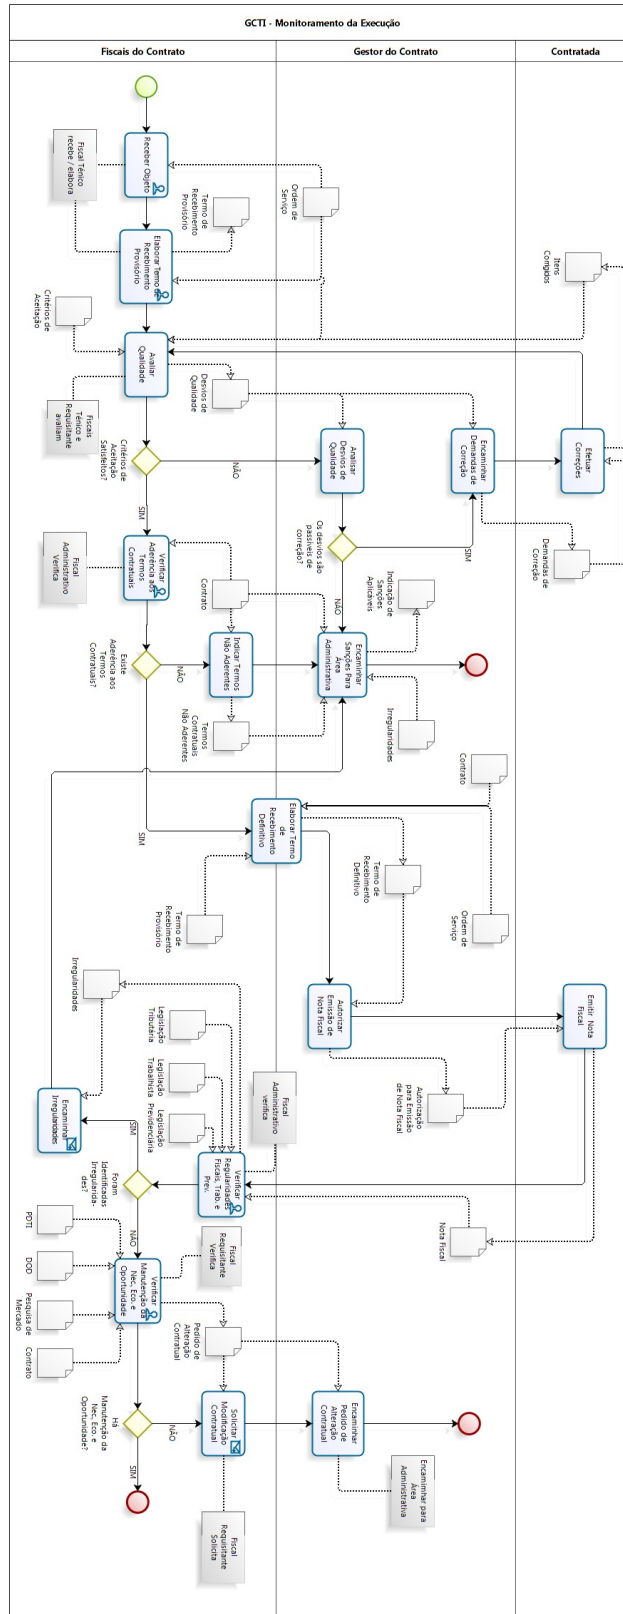 GCTI - Monitoramento da Execução
Fiscais do Contrato
Gestor do Contrato
Contratada
Receber Objeto
Fiscal Ténico
recebe / elabora
Termo de
Recebimento
Provisório
Ordem de
Serviço
Elaborar Termo de
Recebimento
Provisório
Itens
Corrigidos
Critérios de
Aceitação
Avaliar
Qualidade
Desvios de
Qualidade
Fiscais
Ténico e
Requisitante
avaliam
Critérios de
Aceitação
Satisfeitos?
NÃO
SIM
Analisar
Desvios de
Qualidade
Encaminhar
Demandas de
Correção
Efetuar
Correções
Os desvios são
passíveis de
correção?
SIM
NÃO
Demandas de
Correção
Verificar
Aderência aos
Termos
Contratuais
Fiscal
Administrativo
Verifica
Contrato
Indicação de
Sanções
Aplicáveis
Existe
Aderência aos
Termos
Contratuais?
NÃO
SIM
Indicar Termos
Não Aderentes
Encaminhar
Sanções Para
Área
Administrativa
Termos
Contratuais
Não Aderentes
Irregularidades
Contrato
Elaborar Termo
de
Recebimento
Definitivo
Termo de
Recebimento
Definitivo
Termo de
Recebimento
Provisório
Ordem de
Serviço
Irregularidades
Legislação
Tributária
Legislação
Trabalhista
Legislação
Previdenciária
Autorizar
Emissão de
Nota Fiscal
Emitir Nota
Fiscal
Autorização
para Emissão
de Nota Fiscal
Fiscal
Administrativo
verifica
Encaminhar
Irregularidades
SIM
Foram
Identificadas
Irregularida-
des?
NÃO
Verificar
Regularidades
Fiscais, Trab. e
Prev.
Nota Fiscal
PDTI
DOD
Pesquisa de
Mercado
Contrato
Verificar
Manutenção da
Nec, Eco. e
Oportunidade
Fiscal
Requisitante
Verifica
Pedido de
Alteração
Contratual
Há
Manutenção da
Nec, Eco. e
Oportunidade?
NÃO
SIM
Solicitar
Modificação
Contratual
Encaminhar
Pedido de
Alteração
Contratual
Fiscal
Requisitante
Solicita
Encaminhar para
Área
Administrativa